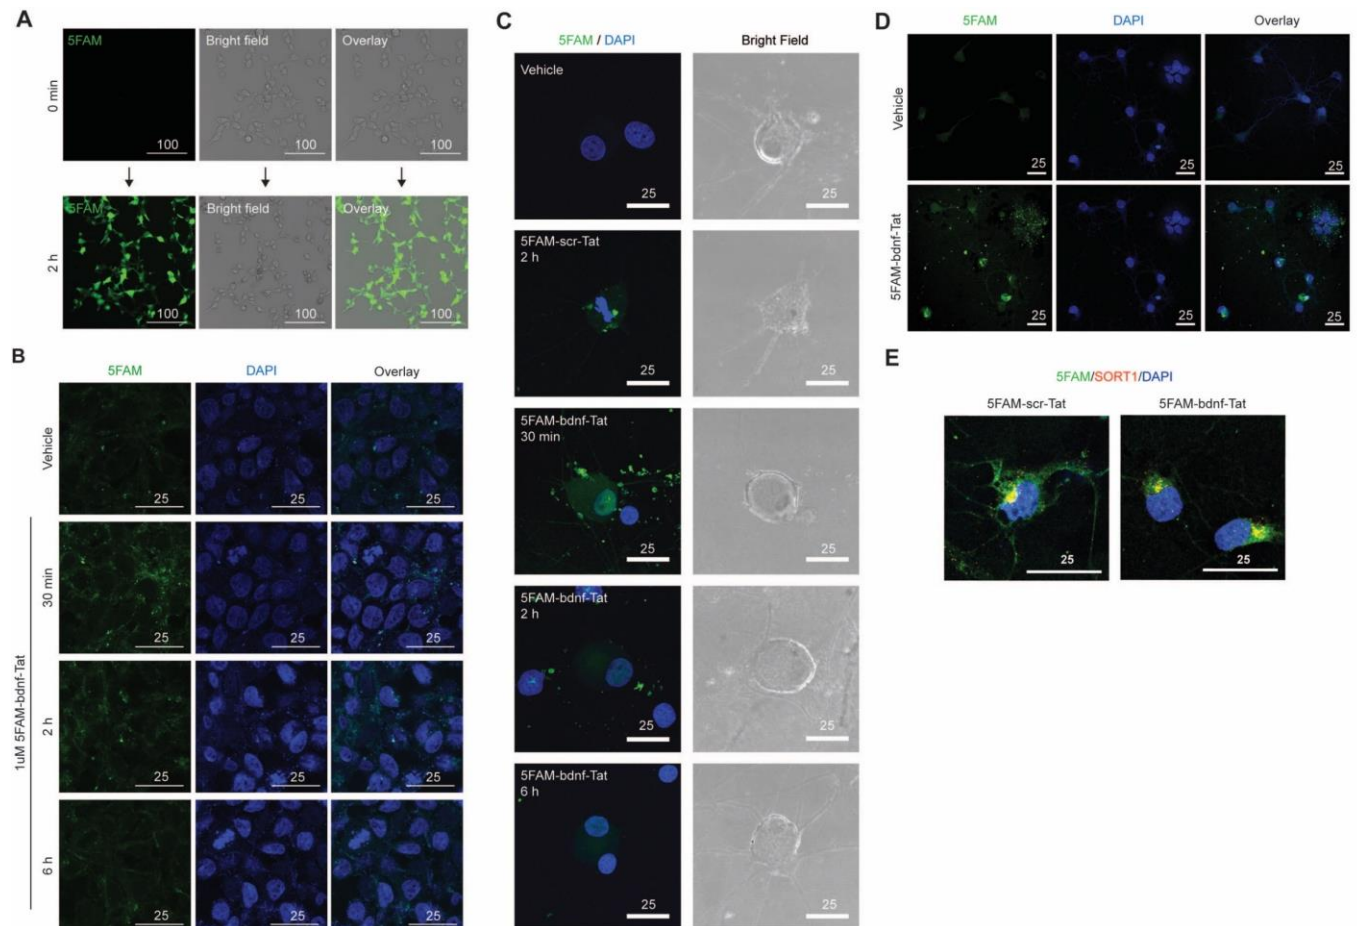 A
5FAM
Bright field
Overlay
0 min
100
100
100
5FAM
Bright field
Overlay
2 h
100
100
100
B
5FAM
DAPI
Overlay
Vehicle
25
25
25
1uM 5FAM-bdnf-Tat
30 min
25
25
25
2 h
25
25
25
6 h
25
25
25
C
5FAM / DAPI
Bright Field
Vehicle
25
25
5FAM-scr-Tat
2 h
25
25
5FAM-bdnf-Tat
30 min
25
25
5FAM-bdnf-Tat
2 h
25
25
5FAM-bdnf-Tat
6 h
25
25
D
5FAM
DAPI
Overlay
Vehicle
25
25
25
5FAM-bdnf-Tat
25
25
25
E
5FAM/SORT1/DAPI
5FAM-scr-Tat
5FAM-bdnf-Tat
25
25